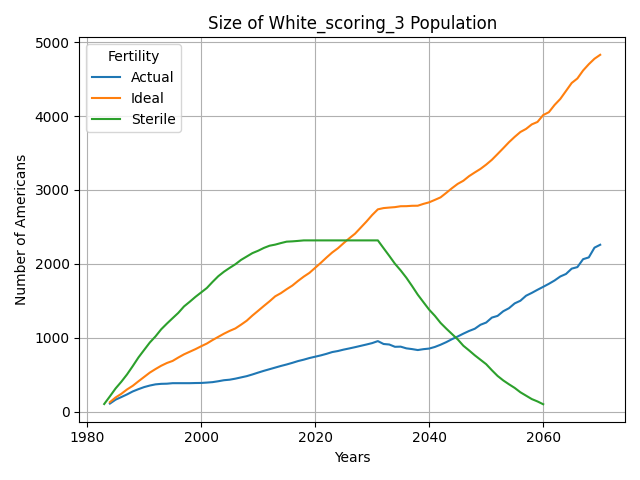 Size of White_scoring_3 Population
Number of Americans
5000
4000
3000
2000
1000
0
Fertility
Actual
Ideal
Sterile
1980 2000 2020 2040 2060
Years